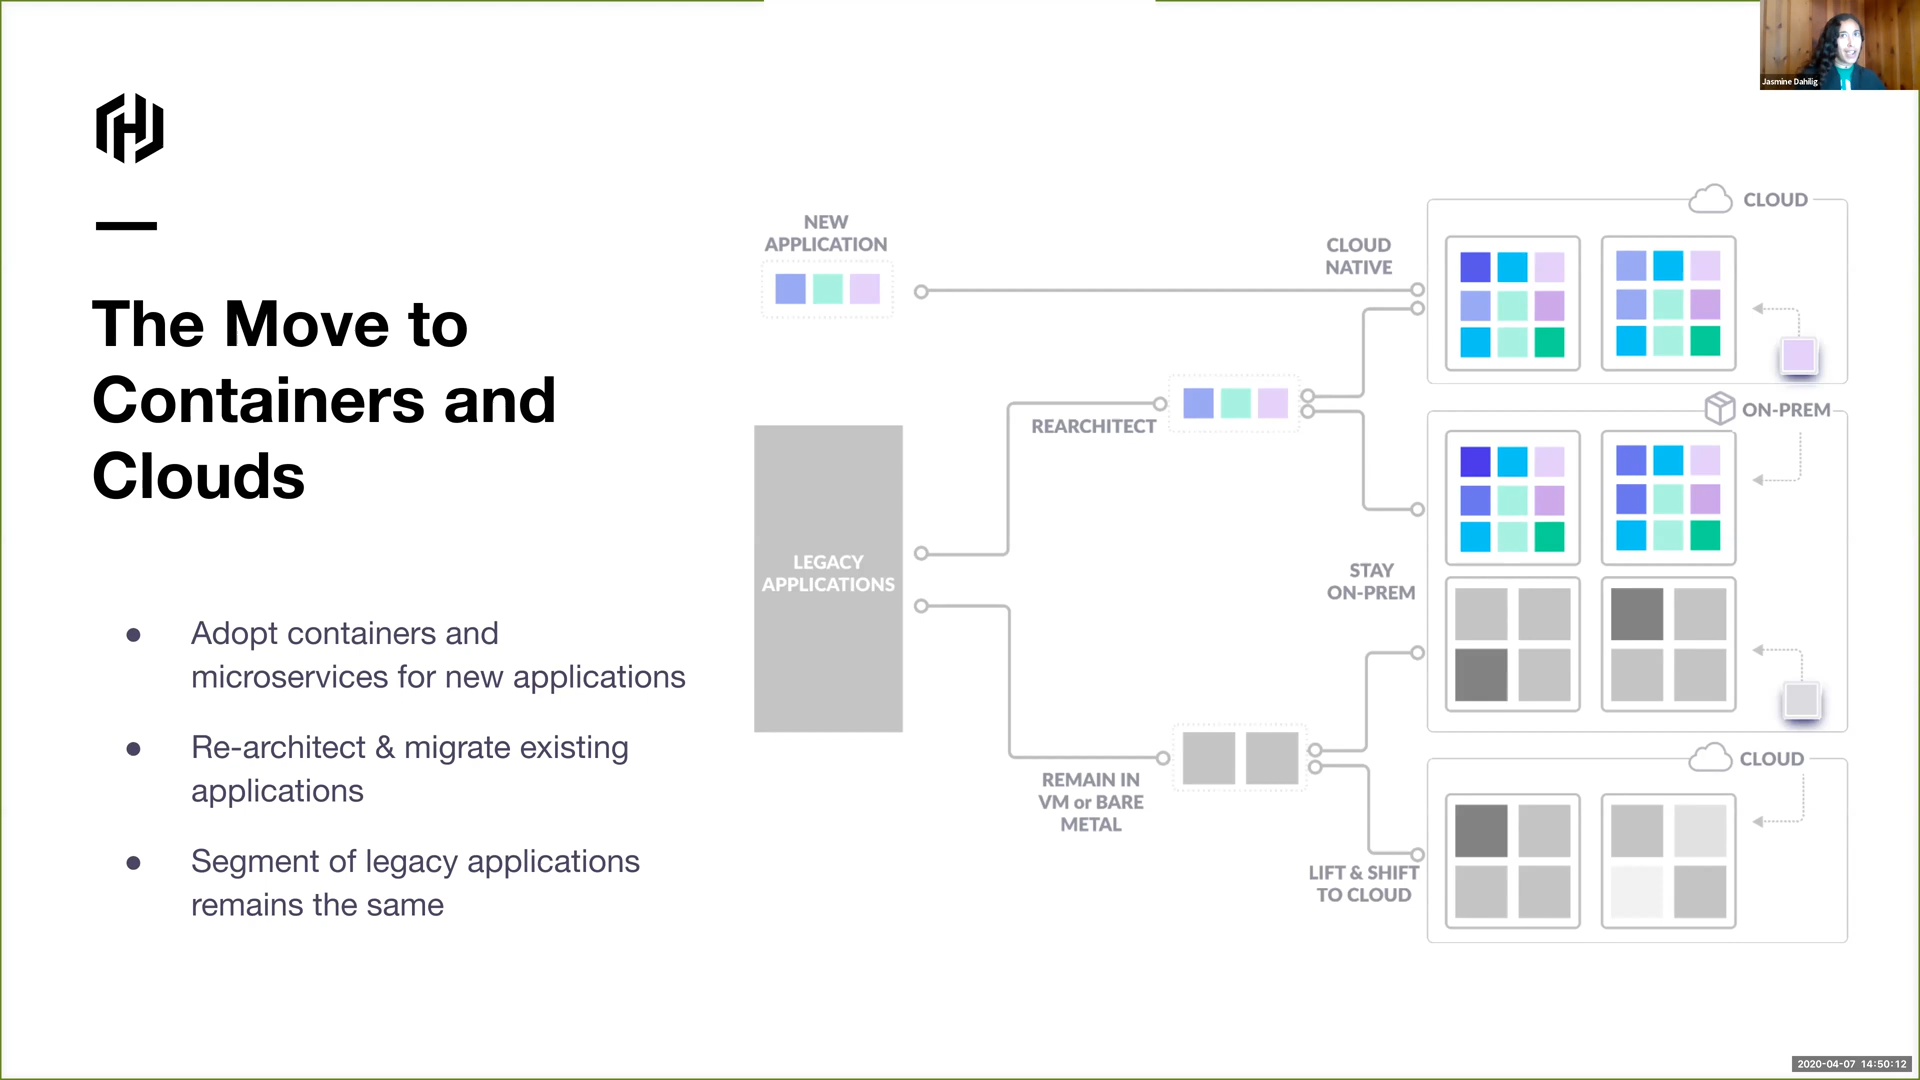 Jasmine Dahilig
The Move to
Containers and
Clouds
Adopt containers and
microservices for new applications
Re-architect & migrate existing
applications
Segment of legacy applications
remains the same
NEW
APPLICATION
LEGACY
APPLICATIONS
REARCHITECT
REMAIN IN
VM or BARE
METAL
CLOUD
NATIVE
STAY
ON-PREM
LIFT & SHIFT
TO CLOUD
CLOUD
ON-PREM
CLOUD
2020-04-07 14:50:12